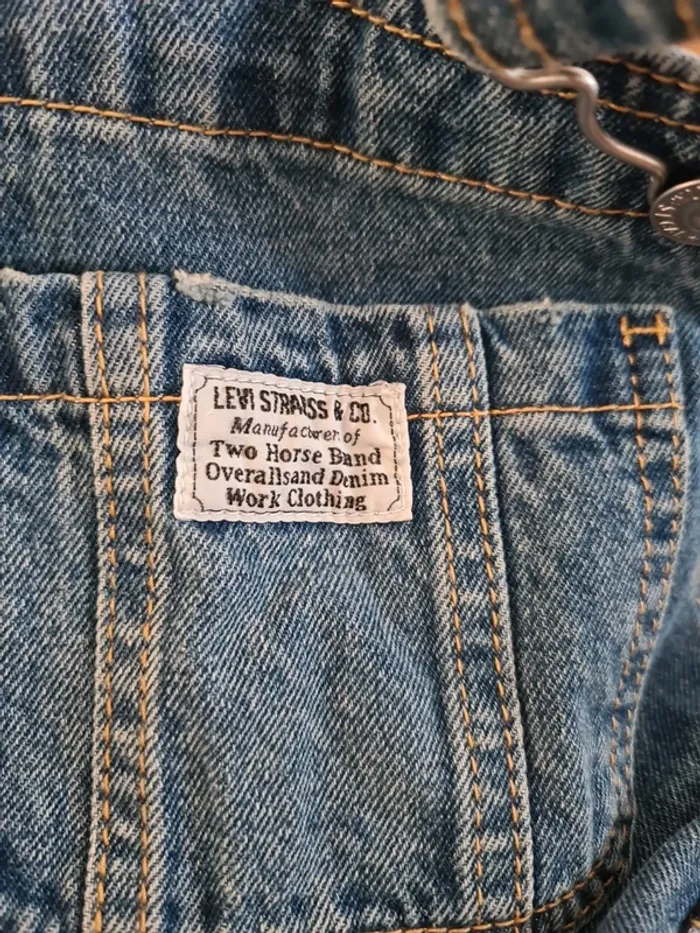 LEVI STRAUSS & CO.
Manufacturer of
Two Horse Band
Overallsand Denim
Work Clothing